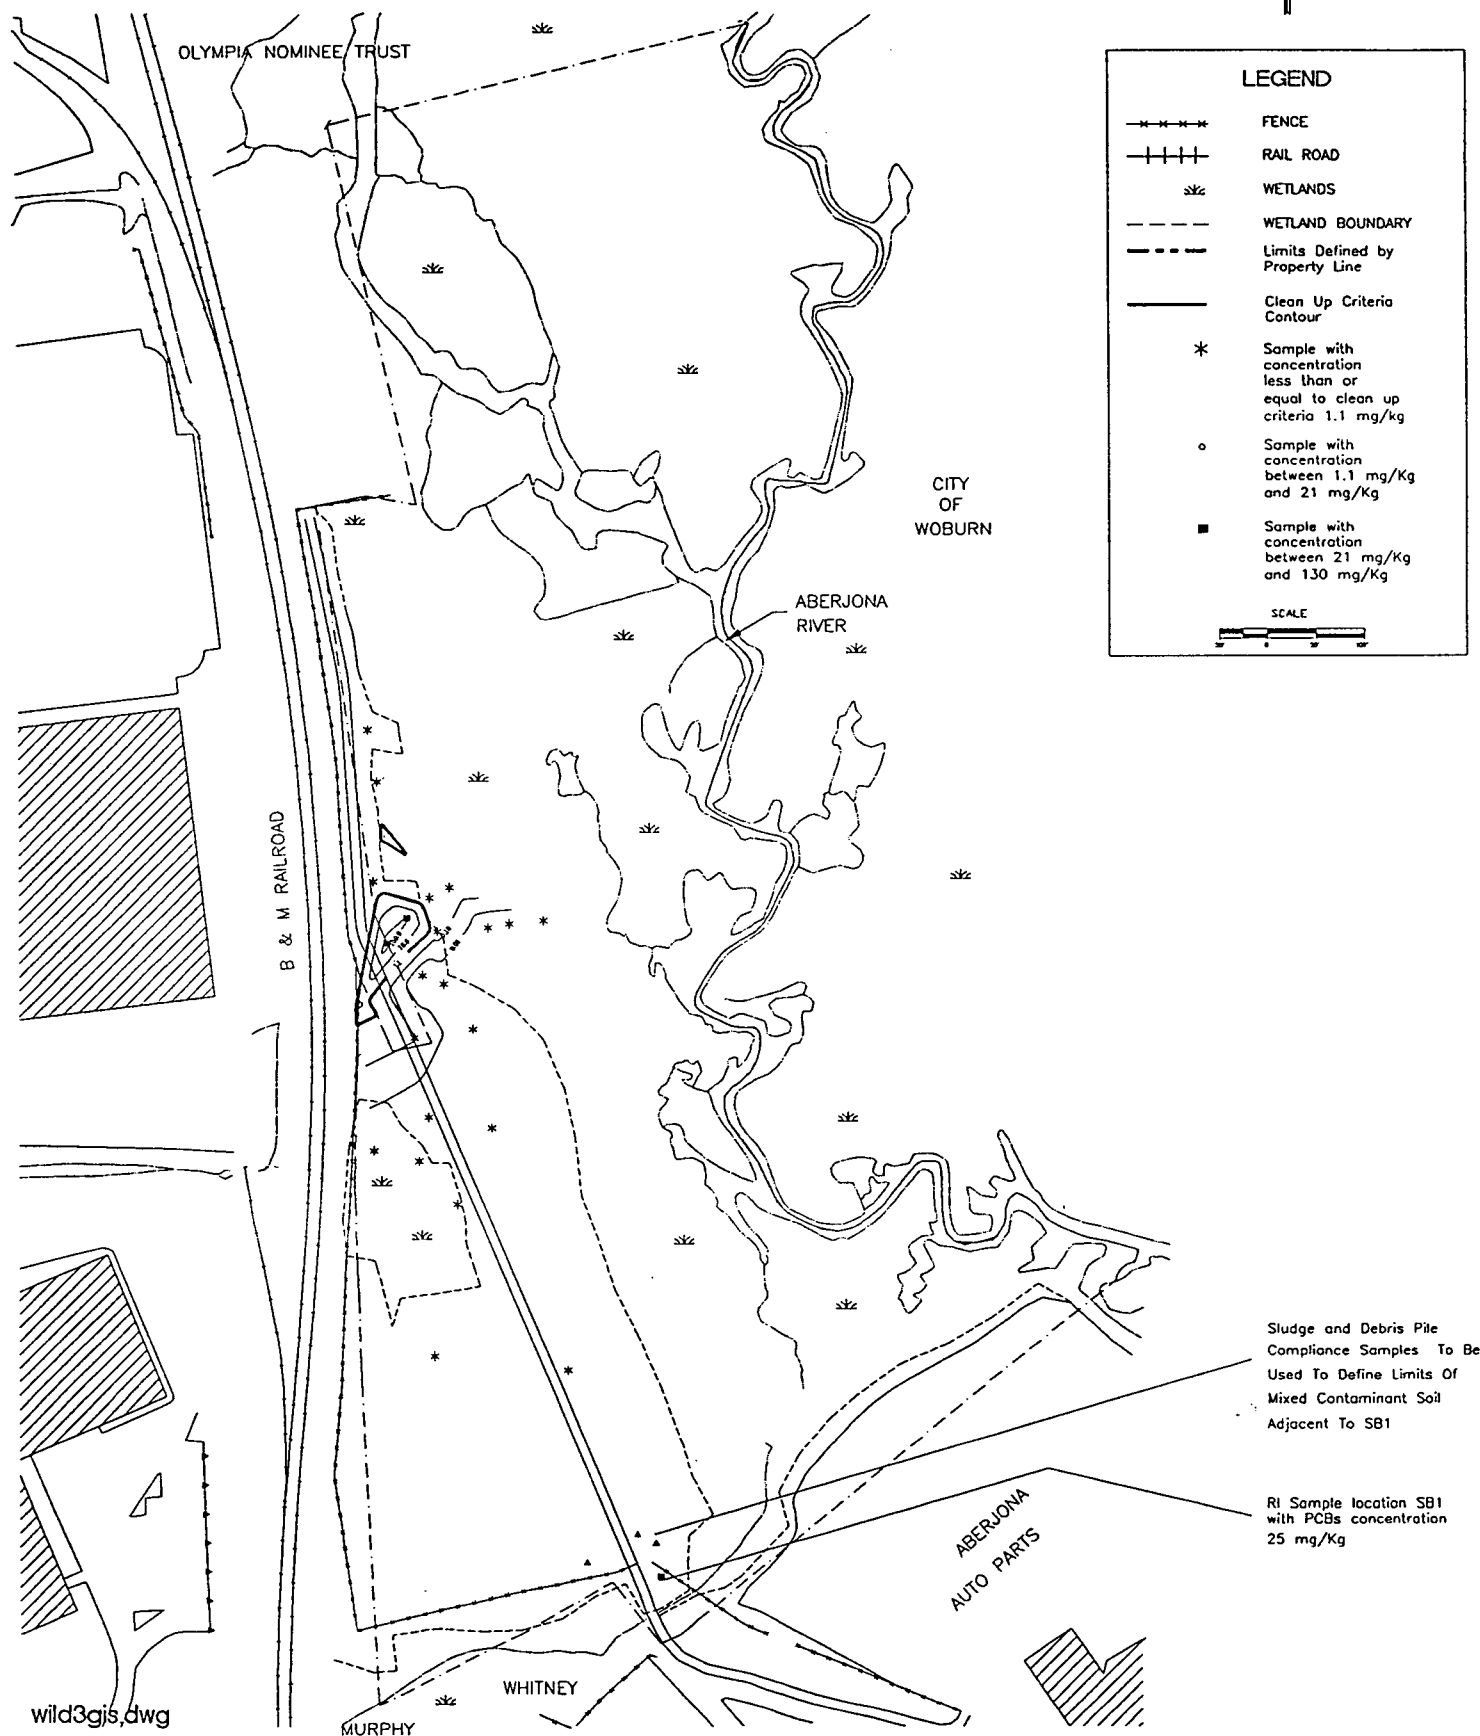 OLYMPIA NOMINEE TRUST
LEGEND
FENCE
RAIL ROAD
WETLANDS
WETLAND BOUNDARY
Limits Defined by
Property Line
Clean Up Criteria
Contour
Sample with
concentration
less than or
equal to clean up
criteria 1.1 mg/kg
Sample with
concentration
between 1.1 mg/Kg
and 21 mg/Kg
Sample with
concentration
between 21 mg/Kg
and 130 mg/Kg
SCALE
CITY
OF
WOBURN
ABERJONA
RIVER
B & M RAILROAD
Sludge and Debris Pile
Compliance Samples To Be
Used To Define Limits Of
Mixed Contaminant Soil
Adjacent To SB1
RI Sample location SB1
with PCBs concentration
25 mg/Kg
ABERJONA
AUTO PARTS
WHITNEY
MURPHY
wild3gis,dwg